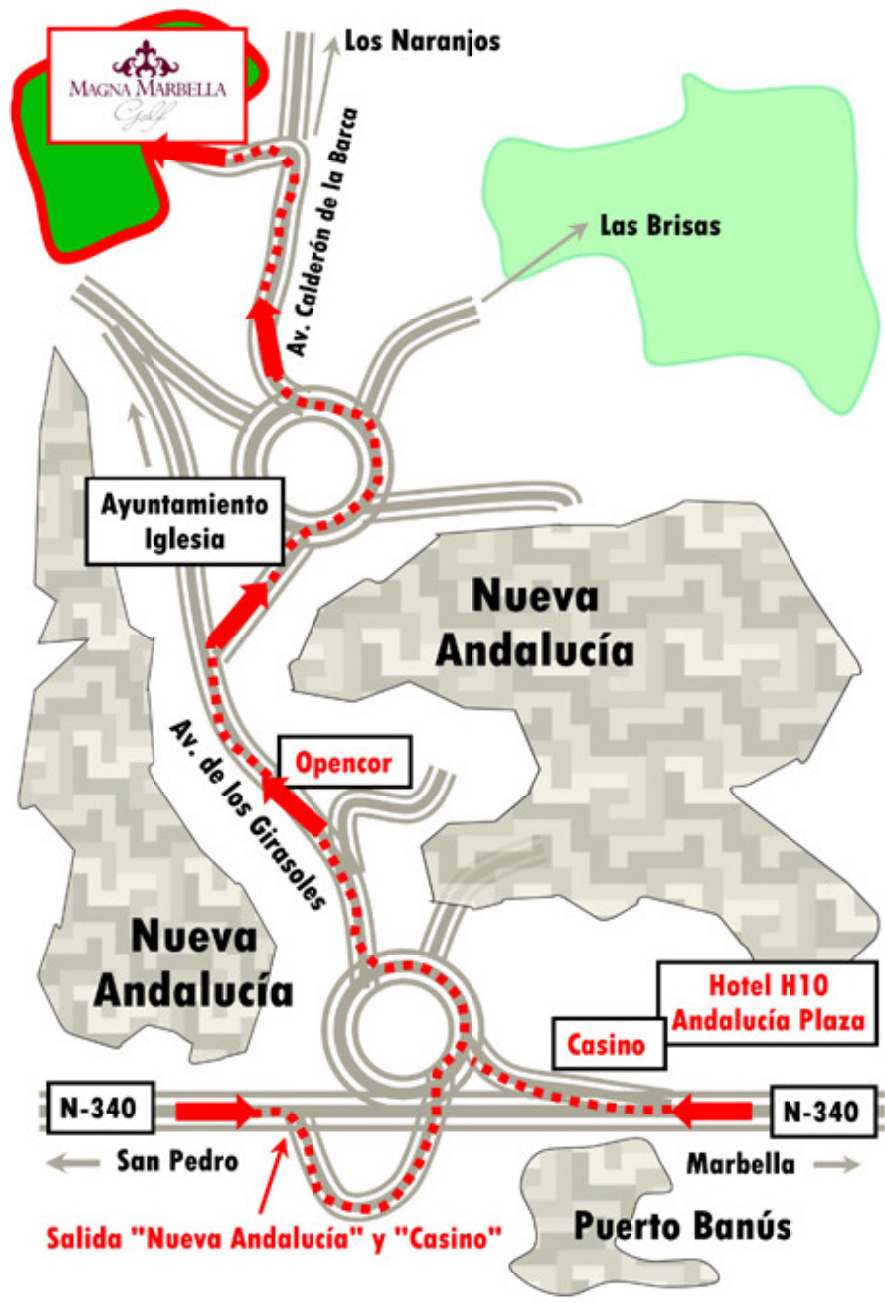 Los Naranjos
MAGNA MARBELLA
Golf
Av. Calderón de la Barca
Las Brisas
Ayuntamiento
Iglesia
Nueva
Andalucía
Opencor
Av. de los Girasoles
Nueva
Andalucía
Hotel H10
Andalucía Plaza
Casino
N-340
N-340
San Pedro
Marbella
Salida "Nueva Andalucía" y "Casino"
Puerto Banús